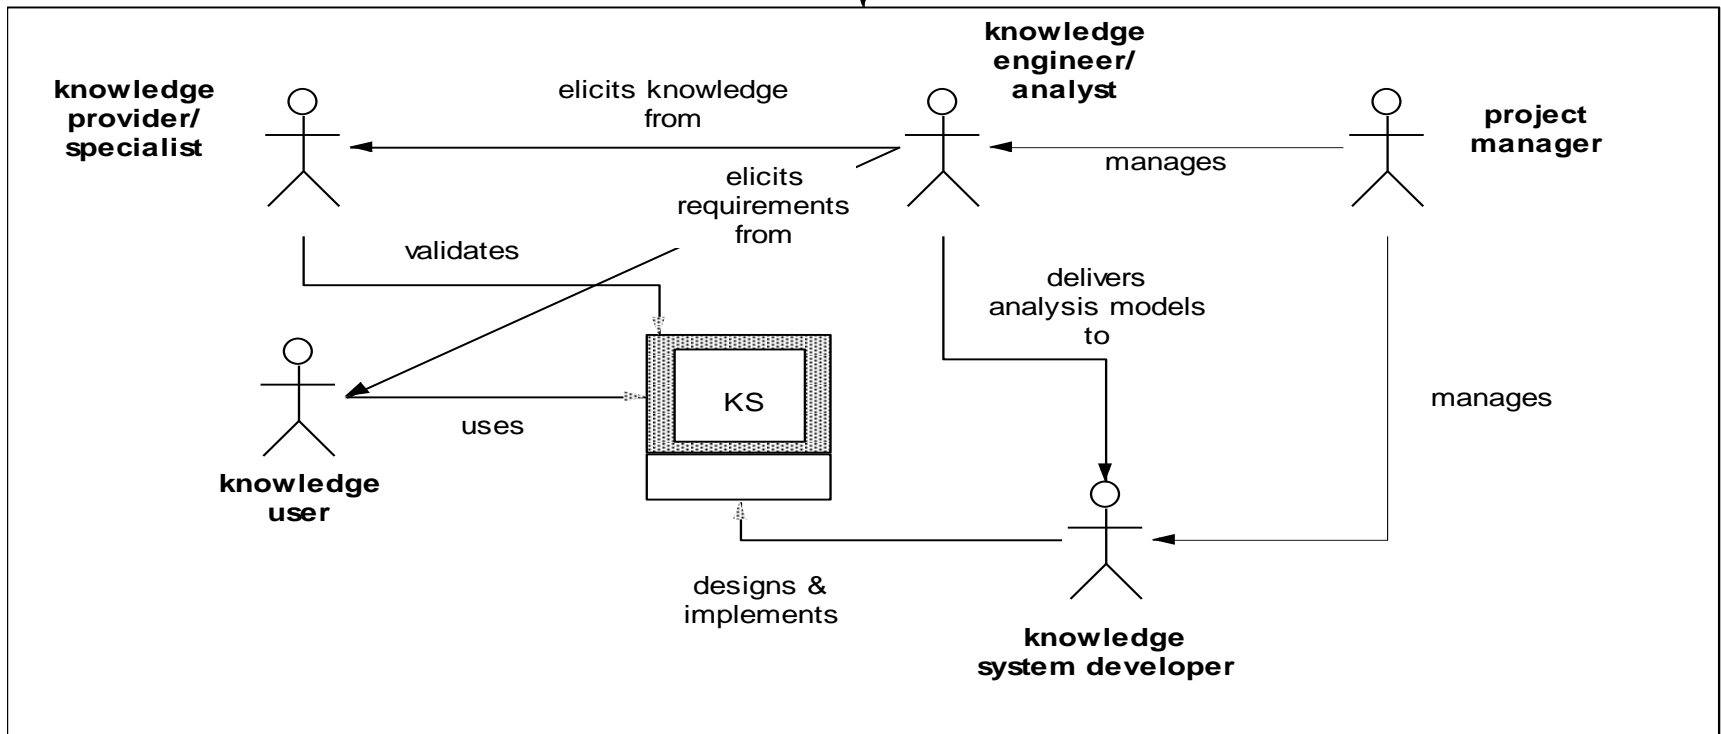 knowledge
engineer/
analyst
knowledge
provider/
specialist
elicits knowledge
from
project
manager
manages
elicits
requirements
from
validates
delivers
analysis models
to
KS
manages
uses
knowledge
user
designs &
implements
knowledge
system developer